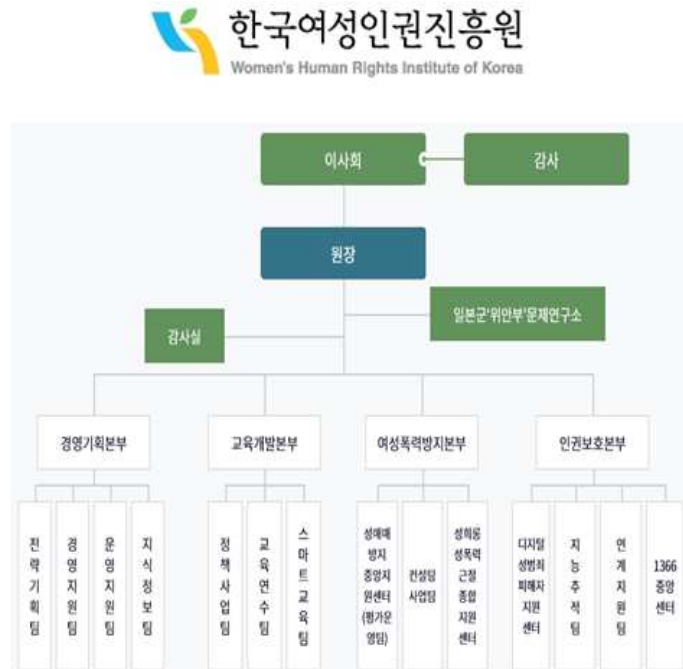 한국여성인권진흥원
Women's Human Rights Institute of Korea
이사회
감사
원장
일본군'위안부'문제연구소
감사실
경영기획본부
교육개발본부
여성폭력방지본부
인권보호본부
전략기획팀
경영지원팀
운영지원팀
지식정보팀
정책사업팀
교육연수팀
스마트교육팀
성매매
방지
중앙지
원센터
(평가운
영팀)
컨설팅
사업팀
성희롱
성폭력
근절
종합
지원
센터
디지털
성범죄
피해자
지원
센터
지능추적팀
연계지원팀
1366
중앙
센터